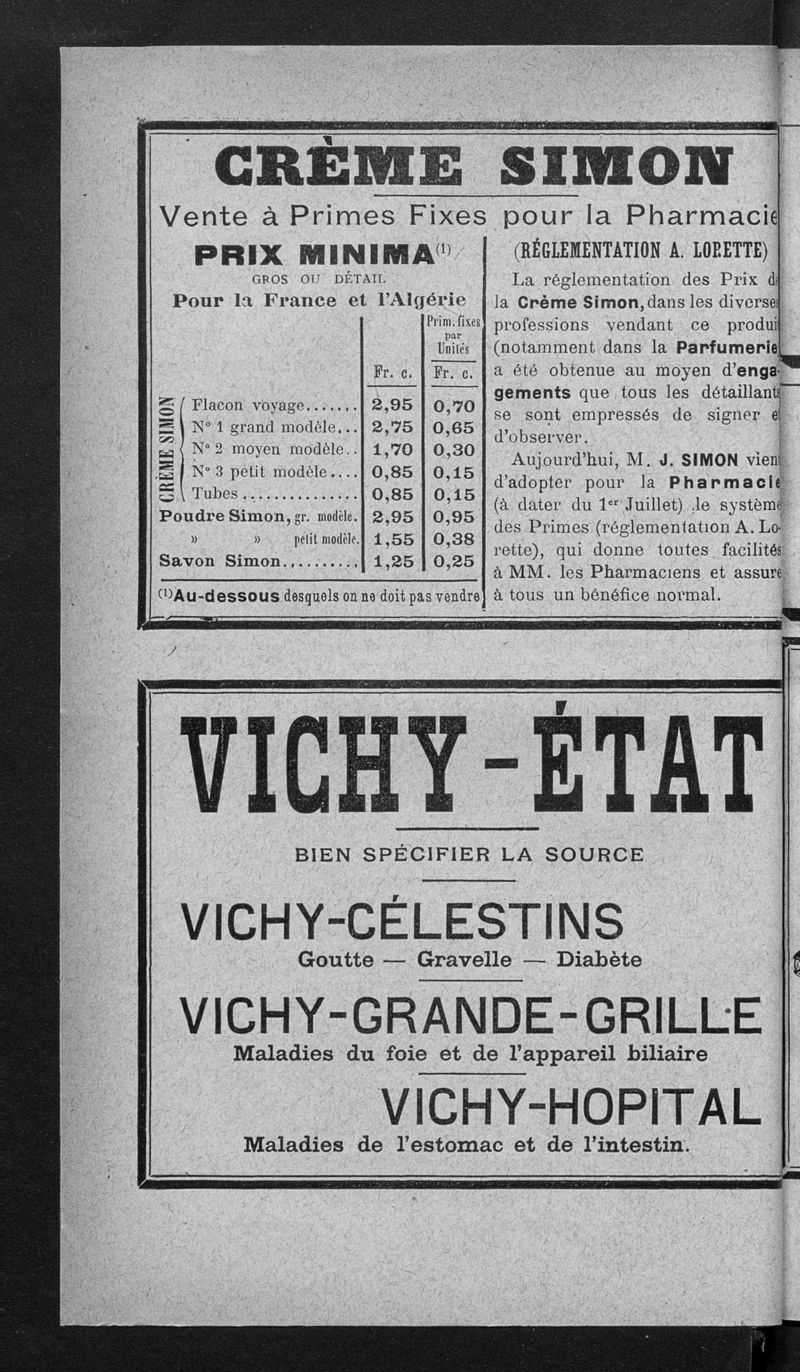 CRÈME SIMON
Vente à Primes Fixes pour la Pharmacie
PRIX MINIMA(1)
GROS OU DÉTAIL
Pour la France et l'Algérie
Prim. fixes
par
Unités
Fr. c. Fr. c.
CRÈME SIMON
Flacon voyage....... 2,95 0,70
N° 1 grand modèle... 2,75 0,65
N° 2 moyen modèle.. 1,70 0,30
N° 3 petit modèle.... 0,85 0,15
Tubes............... 0,85 0,15
Poudre Simon, gr. modèle. 2,95 0,95
» » petit modèle. 1,55 0,38
Savon Simon.......... 1,25 0,25
(1) Au-dessous desquels on ne doit pas vendre
(RÉGLEMENTATION A. LORETTE)
La réglementation des Prix d
la Crème Simon, dans les diverses
professions vendant ce produi
(notamment dans la Parfumerie
a été obtenue au moyen d'enga-
gements que tous les détaillants
se sont empressés de signer e
d'observer.
Aujourd'hui, M. J. SIMON vien
d'adopter pour la Pharmacie
(à dater du 1er Juillet) le système
des Primes (réglementation A. Lo-
rette), qui donne toutes facilités
à MM. les Pharmaciens et assure
à tous un bénéfice normal.
VICHY-ÉTAT
BIEN SPÉCIFIER LA SOURCE
VICHY-CÉLESTINS
Goutte — Gravelle — Diabète
VICHY-GRANDE-GRILLE
Maladies du foie et de l'appareil biliaire
VICHY-HOPITAL
Maladies de l'estomac et de l'intestin.